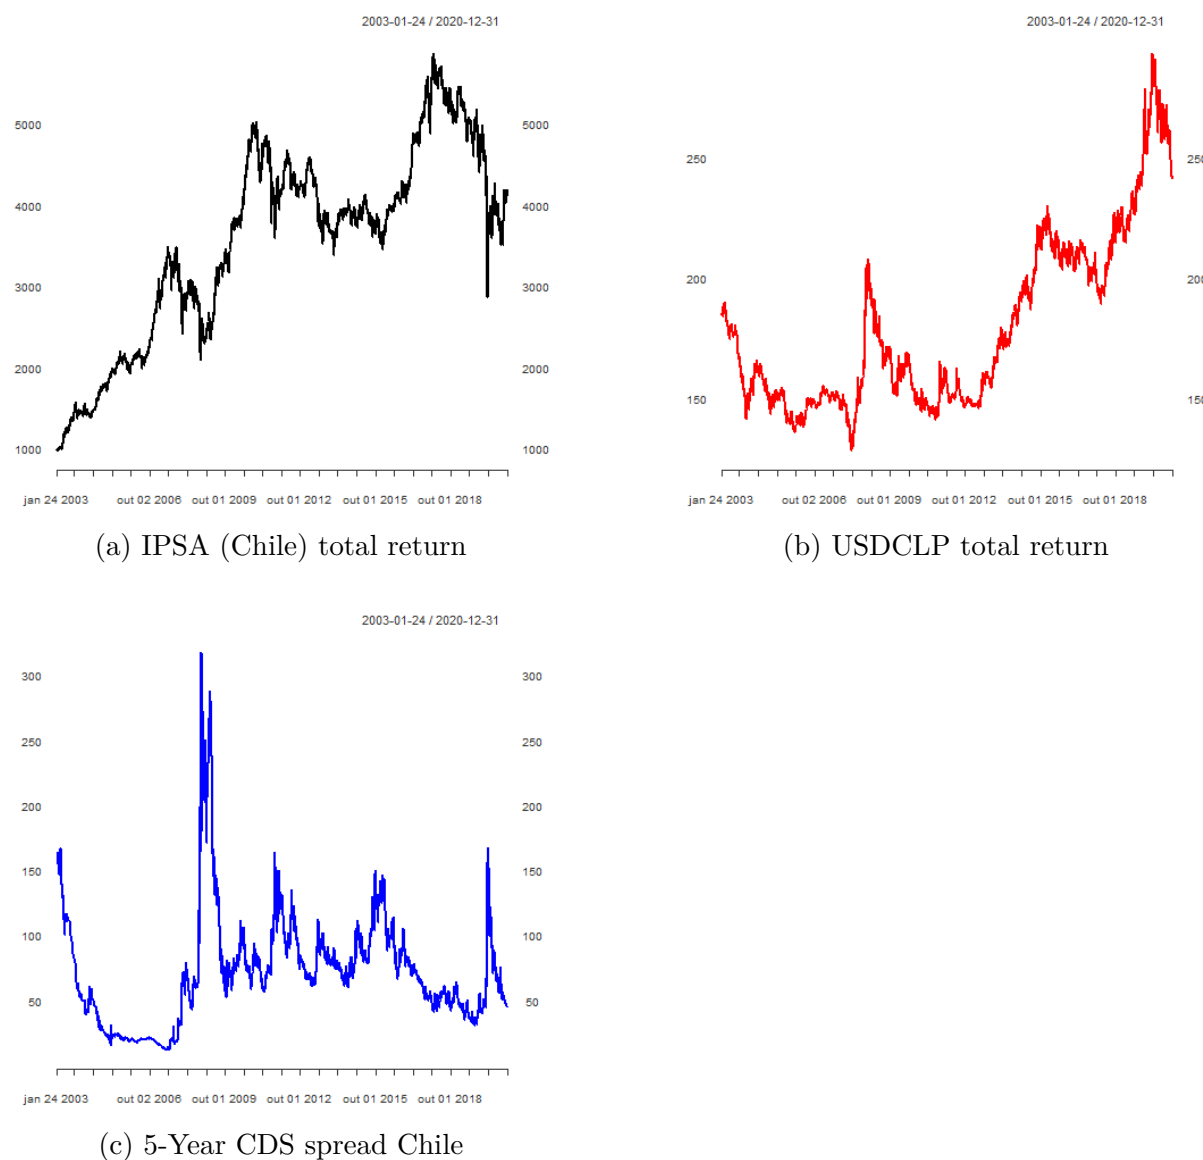 2003-01-24 / 2020-12-31
5000 5000
4000 4000
3000 3000
2000 2000
1000 1000
jan 24 2003 out 02 2006 out 01 2009 out 01 2012 out 01 2015 out 01 2018
(a) IPSA (Chile) total return
2003-01-24 / 2020-12-31
250 250
200 200
150 150
jan 24 2003 out 02 2006 out 01 2009 out 01 2012 out 01 2015 out 01 2018
(b) USDCLP total return
2003-01-24 / 2020-12-31
300 300
250 250
200 200
150 150
100 100
50 50
jan 24 2003 out 02 2006 out 01 2009 out 01 2012 out 01 2015 out 01 2018
(c) 5-Year CDS spread Chile